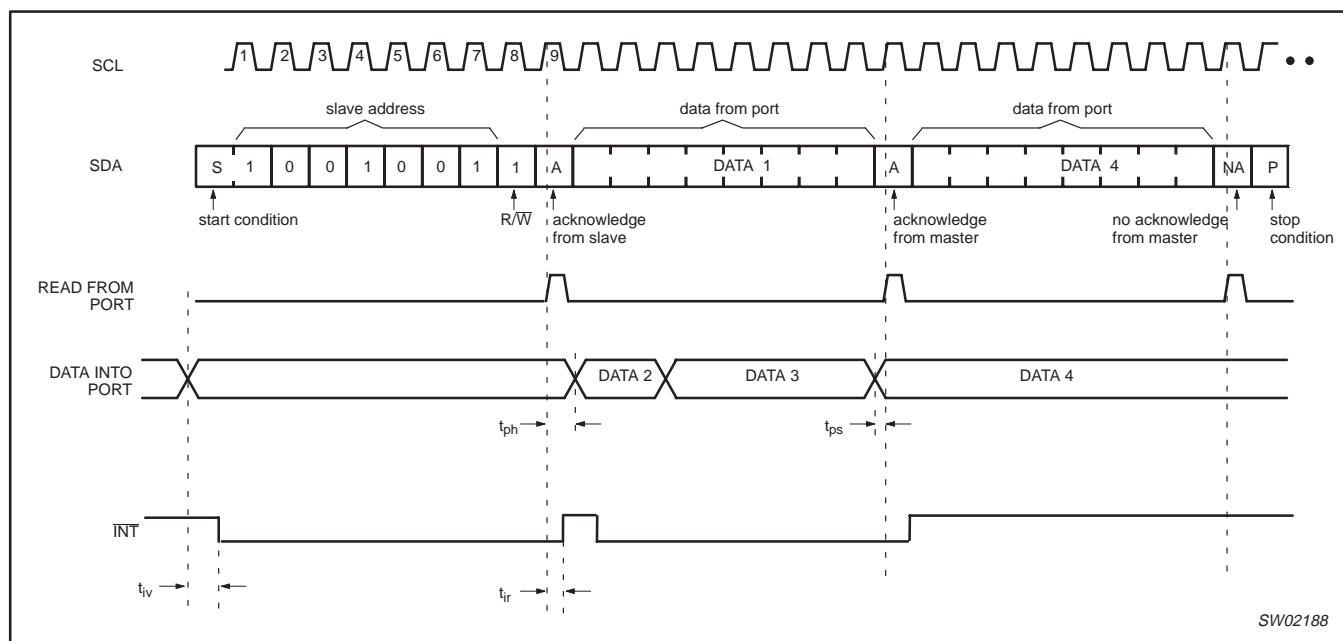 SCL
1 2 3 4 5 6 7 8 9
slave address
data from port
data from port
SDA
S 1 0 0 1 0 0 1 1 A DATA 1 A DATA 4 NA P
start condition
R/W̅
acknowledge
from slave
acknowledge
from master
no acknowledge
from master
stop
condition
READ FROM
PORT
DATA INTO
PORT
DATA 2
DATA 3
DATA 4
tph
tps
I̅N̅T̅
tiv
tir
SW02188